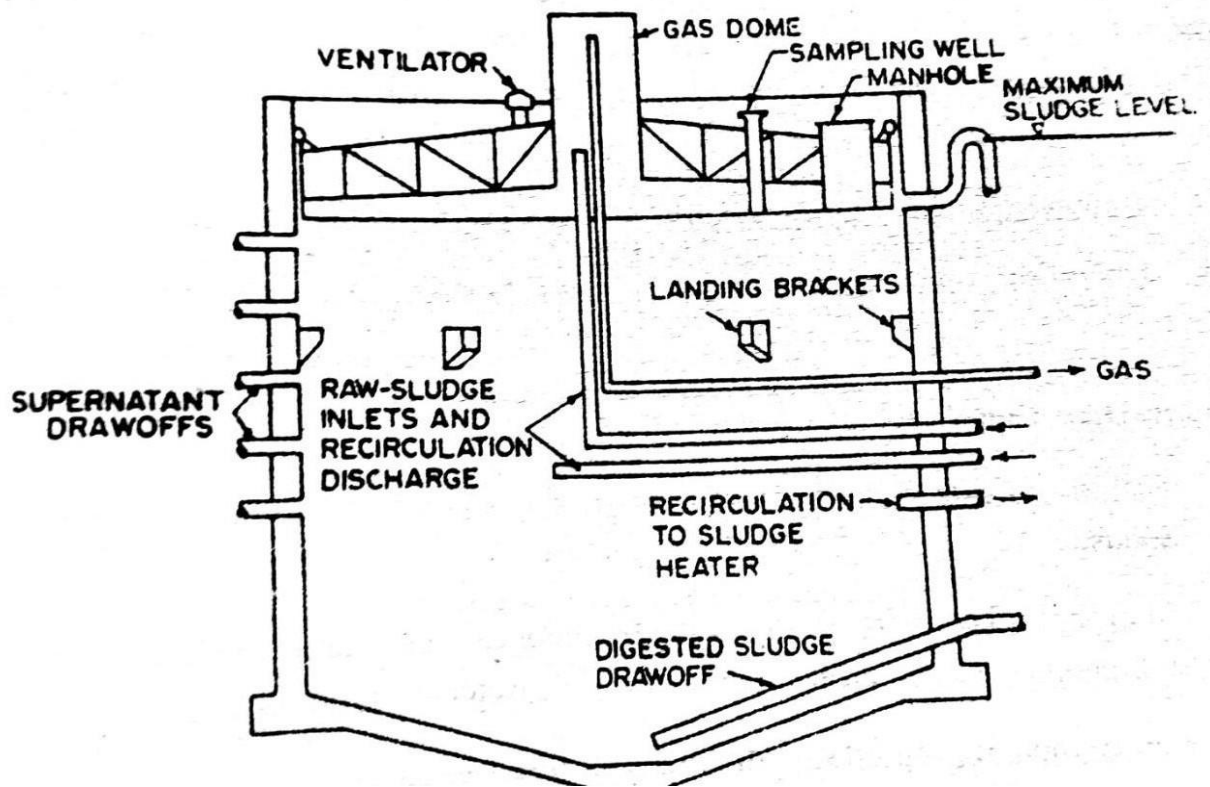 GAS DOME
VENTILATOR
SAMPLING WELL
MANHOLE
MAXIMUM
SLUDGE LEVEL.
LANDING BRACKETS
GAS
SUPERNATANT
DRAWOFFS
RAW-SLUDGE
INLETS AND
RECIRCULATION
DISCHARGE
RECIRCULATION
TO SLUDGE
HEATER
DIGESTED SLUDGE
DRAWOFF